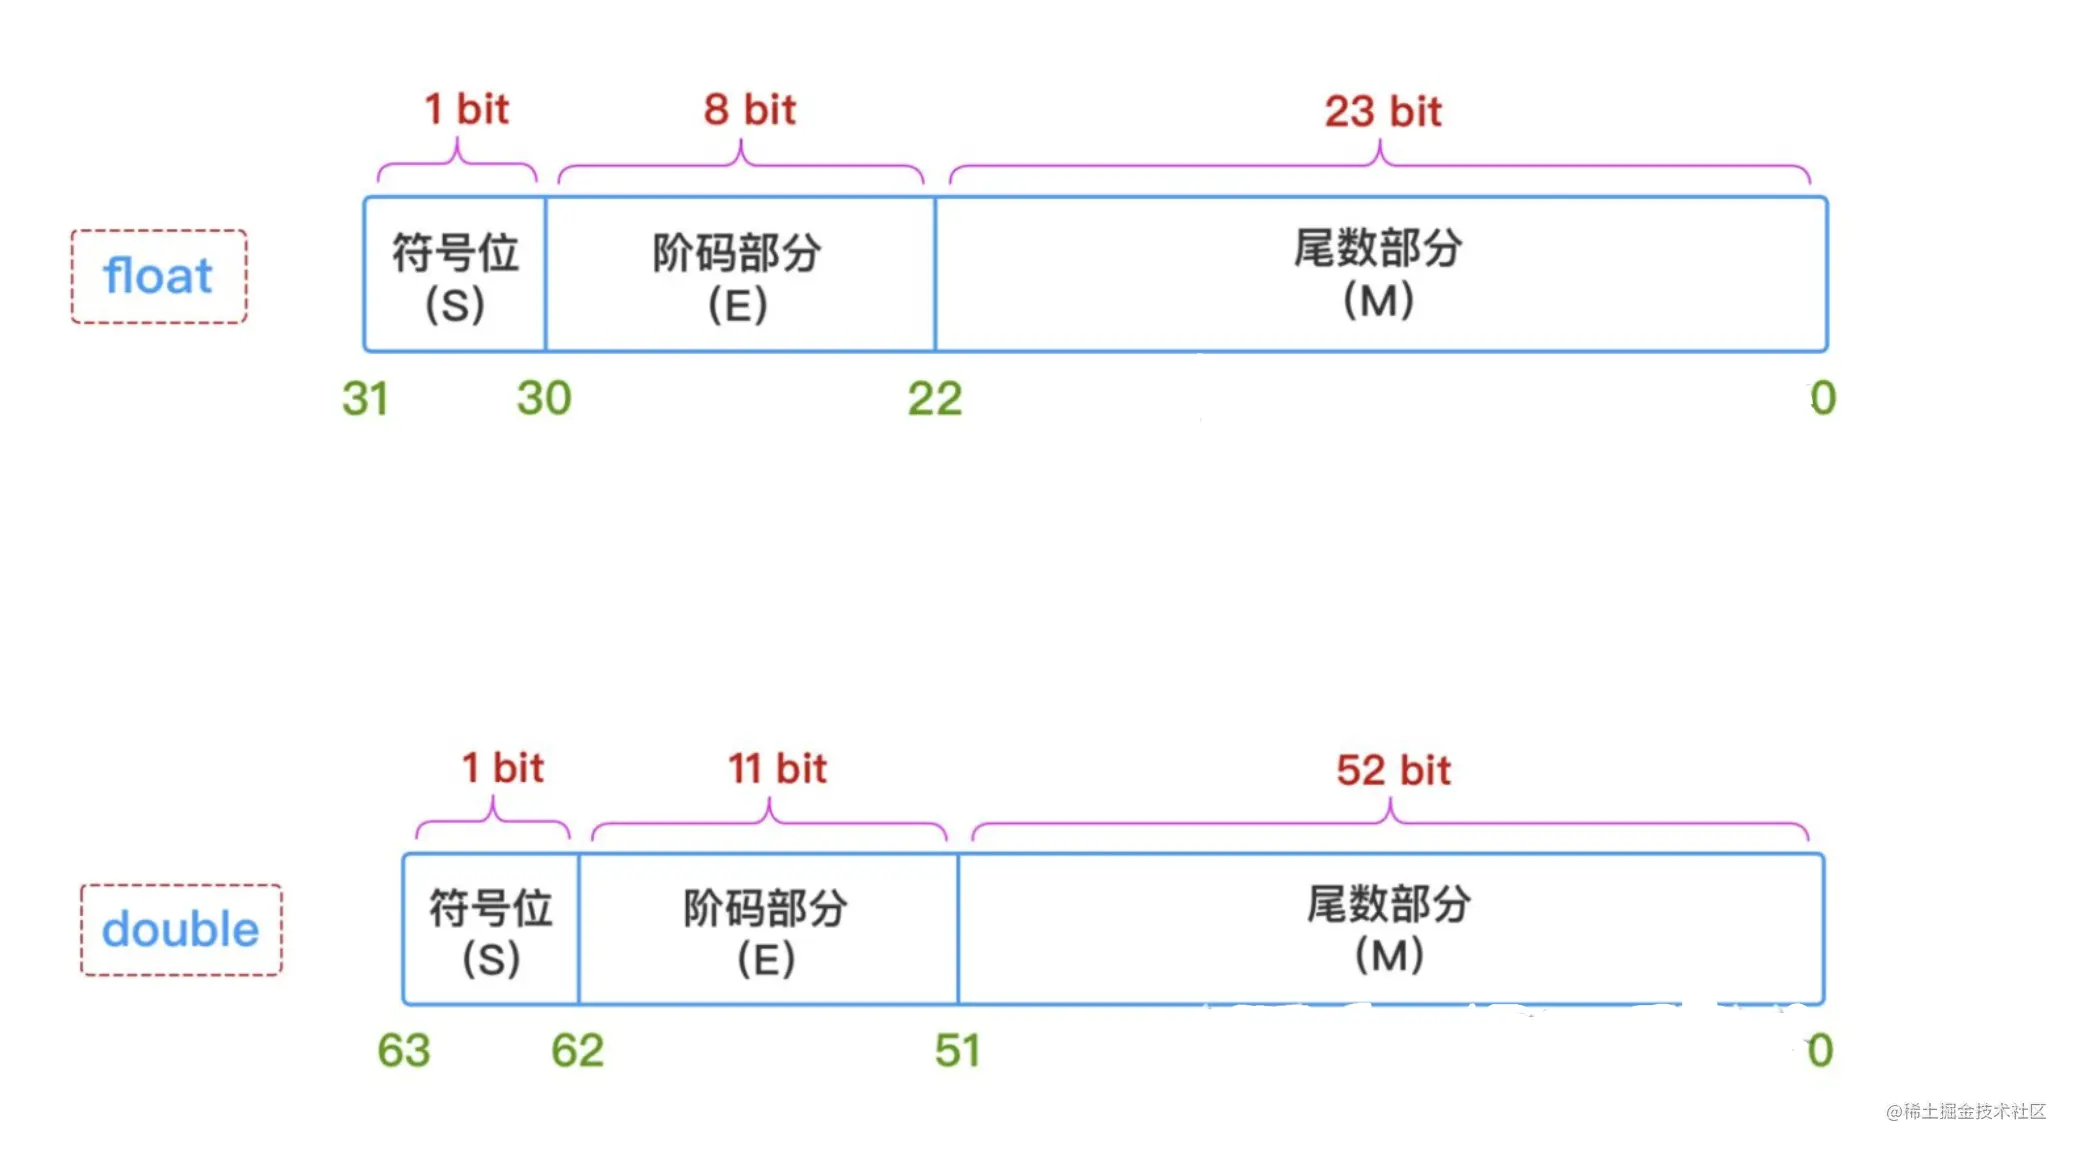 1 bit 8 bit 23 bit
float
符号位
(S)
阶码部分
(E)
尾数部分
(M)
31 30 22 0
1 bit 11 bit 52 bit
double
符号位
(S)
阶码部分
(E)
尾数部分
(M)
63 62 51 0
@稀土掘金技术社区